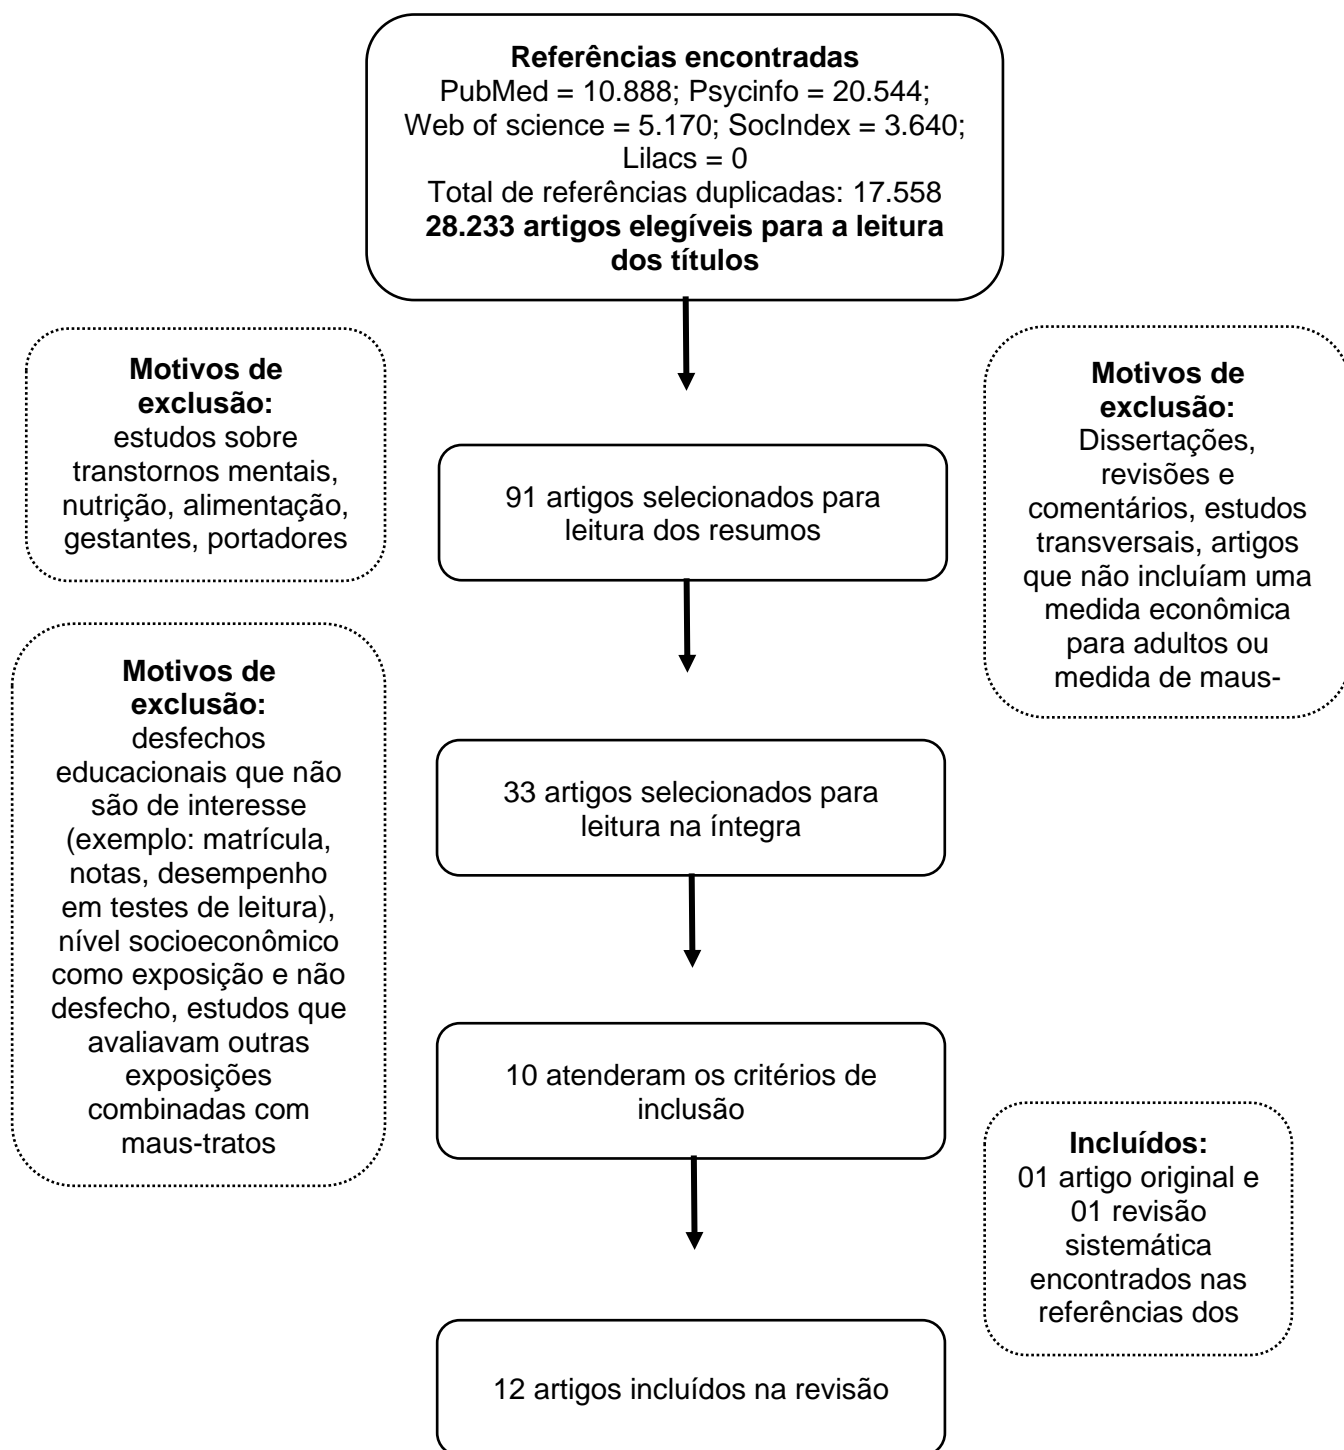 Referências encontradas
PubMed = 10.888; Psycinfo = 20.544;
Web of science = 5.170; SocIndex = 3.640;
Lilacs = 0
Total de referências duplicadas: 17.558
28.233 artigos elegíveis para a leitura
dos títulos
Motivos de
exclusão:
estudos sobre
transtornos mentais,
nutrição, alimentação,
gestantes, portadores
Motivos de
exclusão:
Dissertações,
revisões e
comentários, estudos
transversais, artigos
que não incluíam uma
medida econômica
para adultos ou
medida de maus-
91 artigos selecionados para
leitura dos resumos
Motivos de
exclusão:
desfechos
educacionais que não
são de interesse
(exemplo: matrícula,
notas, desempenho
em testes de leitura),
nível socioeconômico
como exposição e não
desfecho, estudos que
avaliavam outras
exposições
combinadas com
maus-tratos
33 artigos selecionados para
leitura na íntegra
10 atenderam os critérios de
inclusão
Incluídos:
01 artigo original e
01 revisão
sistemática
encontrados nas
referências dos
12 artigos incluídos na revisão